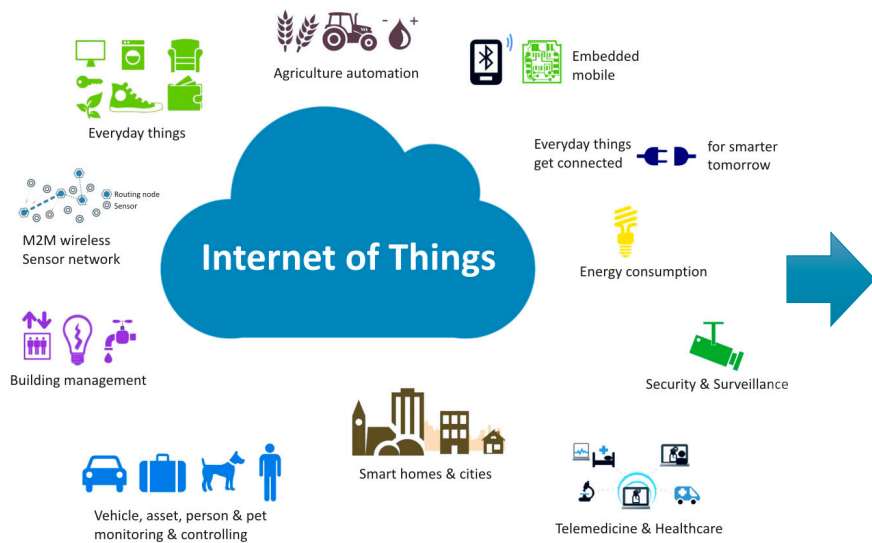 Agriculture automation
Embedded
mobile
Everyday things
Everyday things
get connected
for smarter
tomorrow
Routing node
Sensor
M2M wireless
Sensor network
Internet of Things
Energy consumption
Building management
Security & Surveillance
Smart homes & cities
Vehicle, asset, person & pet
monitoring & controlling
Telemedicine & Healthcare